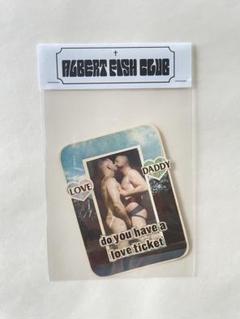 ALBERT FISH CLUB
LOVE
DADDY
do you have a
love ticket